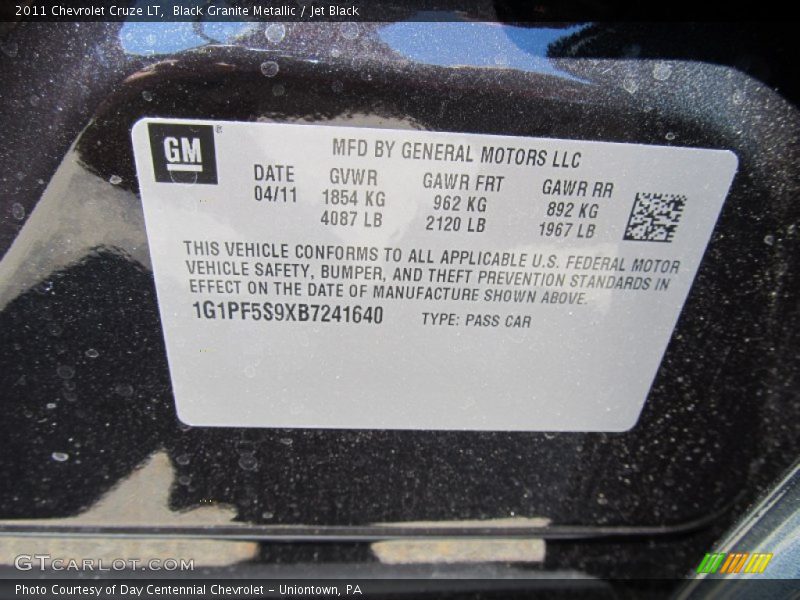 2011 Chevrolet Cruze LT, Black Granite Metallic / Jet Black
GM
MFD BY GENERAL MOTORS LLC
DATE GVWR GAWR FRT GAWR RR
04/11 1854 KG 962 KG 892 KG
4087 LB 2120 LB 1967 LB
THIS VEHICLE CONFORMS TO ALL APPLICABLE U.S. FEDERAL MOTOR
VEHICLE SAFETY, BUMPER, AND THEFT PREVENTION STANDARDS IN
EFFECT ON THE DATE OF MANUFACTURE SHOWN ABOVE.
1G1PF5S9XB7241640 TYPE: PASS CAR
GTCARLOT.COM
Photo Courtesy of Day Centennial Chevrolet - Uniontown, PA